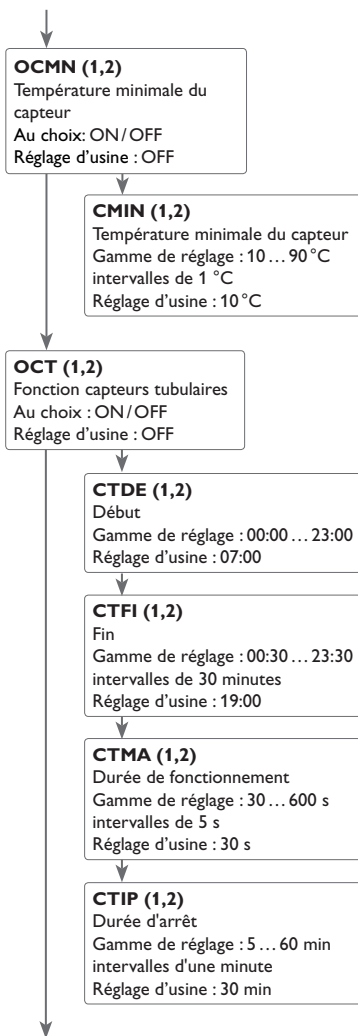 OCMN (1,2)
Température minimale du
capteur
Au choix: ON/OFF
Réglage d’usine : OFF
CMIN (1,2)
Température minimale du capteur
Gamme de réglage : 10 … 90 °C
intervalles de 1 °C
Réglage d’usine : 10 °C
OCT (1,2)
Fonction capteurs tubulaires
Au choix : ON/OFF
Réglage d’usine : OFF
CTDE (1,2)
Début
Gamme de réglage : 00:00 … 23:00
Réglage d’usine : 07:00
CTFI (1,2)
Fin
Gamme de réglage : 00:30 … 23:30
intervalles de 30 minutes
Réglage d’usine : 19:00
CTMA (1,2)
Durée de fonctionnement
Gamme de réglage : 30 … 600 s
intervalles de 5 s
Réglage d’usine : 30 s
CTIP (1,2)
Durée d'arrêt
Gamme de réglage : 5 … 60 min
intervalles d'une minute
Réglage d’usine : 30 min